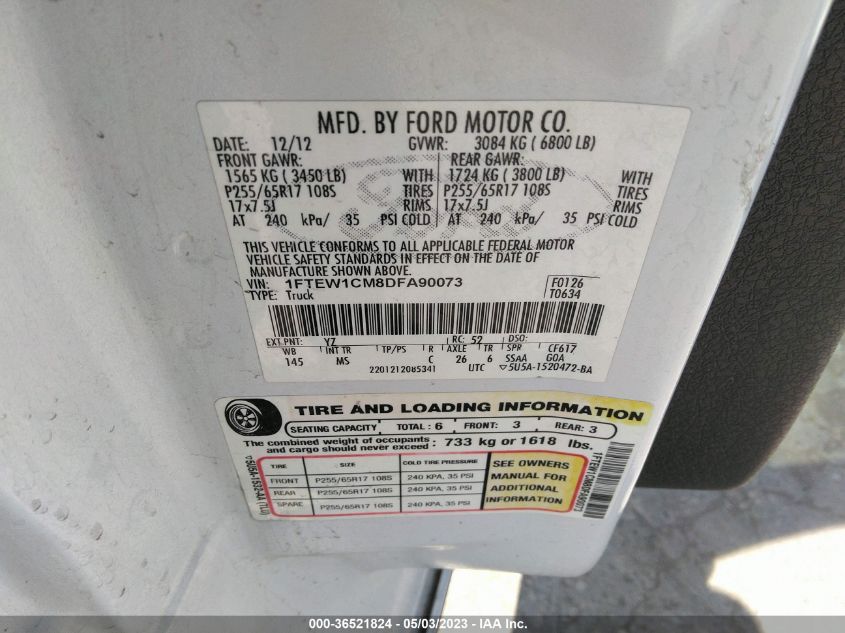 MFD. BY FORD MOTOR CO.
DATE: 12/12 GVWR: 3084 KG ( 6800 LB)
FRONT GAWR: REAR GAWR:
1565 KG ( 3450 LB) WITH 1724 KG ( 3800 LB) WITH
P255/65R17 108S TIRES P255/65R17 108S TIRES
17x7.5J RIMS 17x7.5J RIMS
AT 240 kPa/ 35 PSI COLD AT 240 kPa/ 35 PSI COLD
Ford
THIS VEHICLE CONFORMS TO ALL APPLICABLE FEDERAL MOTOR
VEHICLE SAFETY STANDARDS IN EFFECT ON THE DATE OF
MANUFACTURE SHOWN ABOVE.
VIN: 1FTEW1CM8DFA90073 F0126
TYPE: Truck T0634
EXT PNT: YZ RC: 52 DSO:
WB INT TR TP/PS R AXLE TR SPR CF617
145 MS C 26 6 SSAA GOA
2201212085341 UTC ▽5U5A-1520472-BA
TIRE AND LOADING INFORMATION
SEATING CAPACITY TOTAL : 6 FRONT: 3 REAR: 3
The combined weight of occupants and cargo should never exceed : 733 kg or 1618 lbs.
TIRE SIZE COLD TIRE PRESSURE
FRONT P255/65R17 108S 240 KPA, 35 PSI
REAR P255/65R17 108S 240 KPA, 35 PSI
SPARE P255/65R17 108S 240 KPA, 35 PSI
SEE OWNERS
MANUAL FOR
ADDITIONAL
INFORMATION
1FTEW1CM8DFA90073
000-36521824 - 05/03/2023 - IAA Inc.